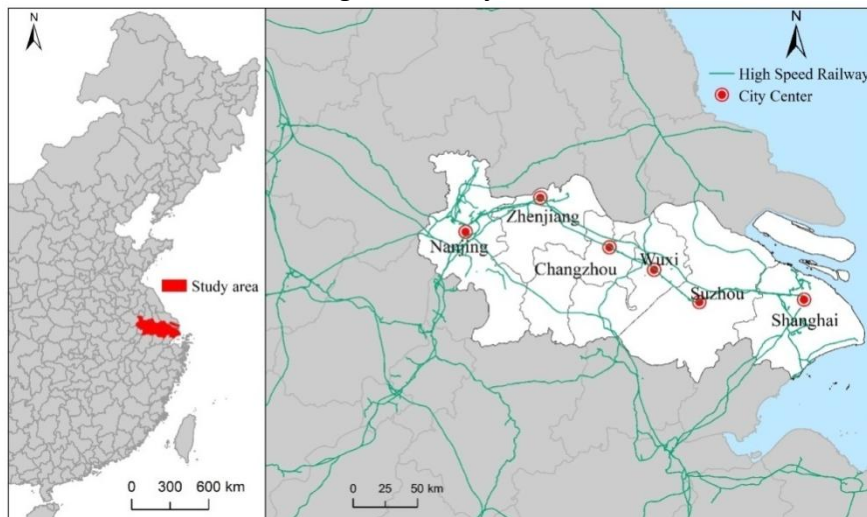 N
Study area
0 300 600 km
N
High Speed Railway
City Center
Zhenjiang
Nanjing
Changzhou
Wuxi
Suzhou
Shanghai
0 25 50 km